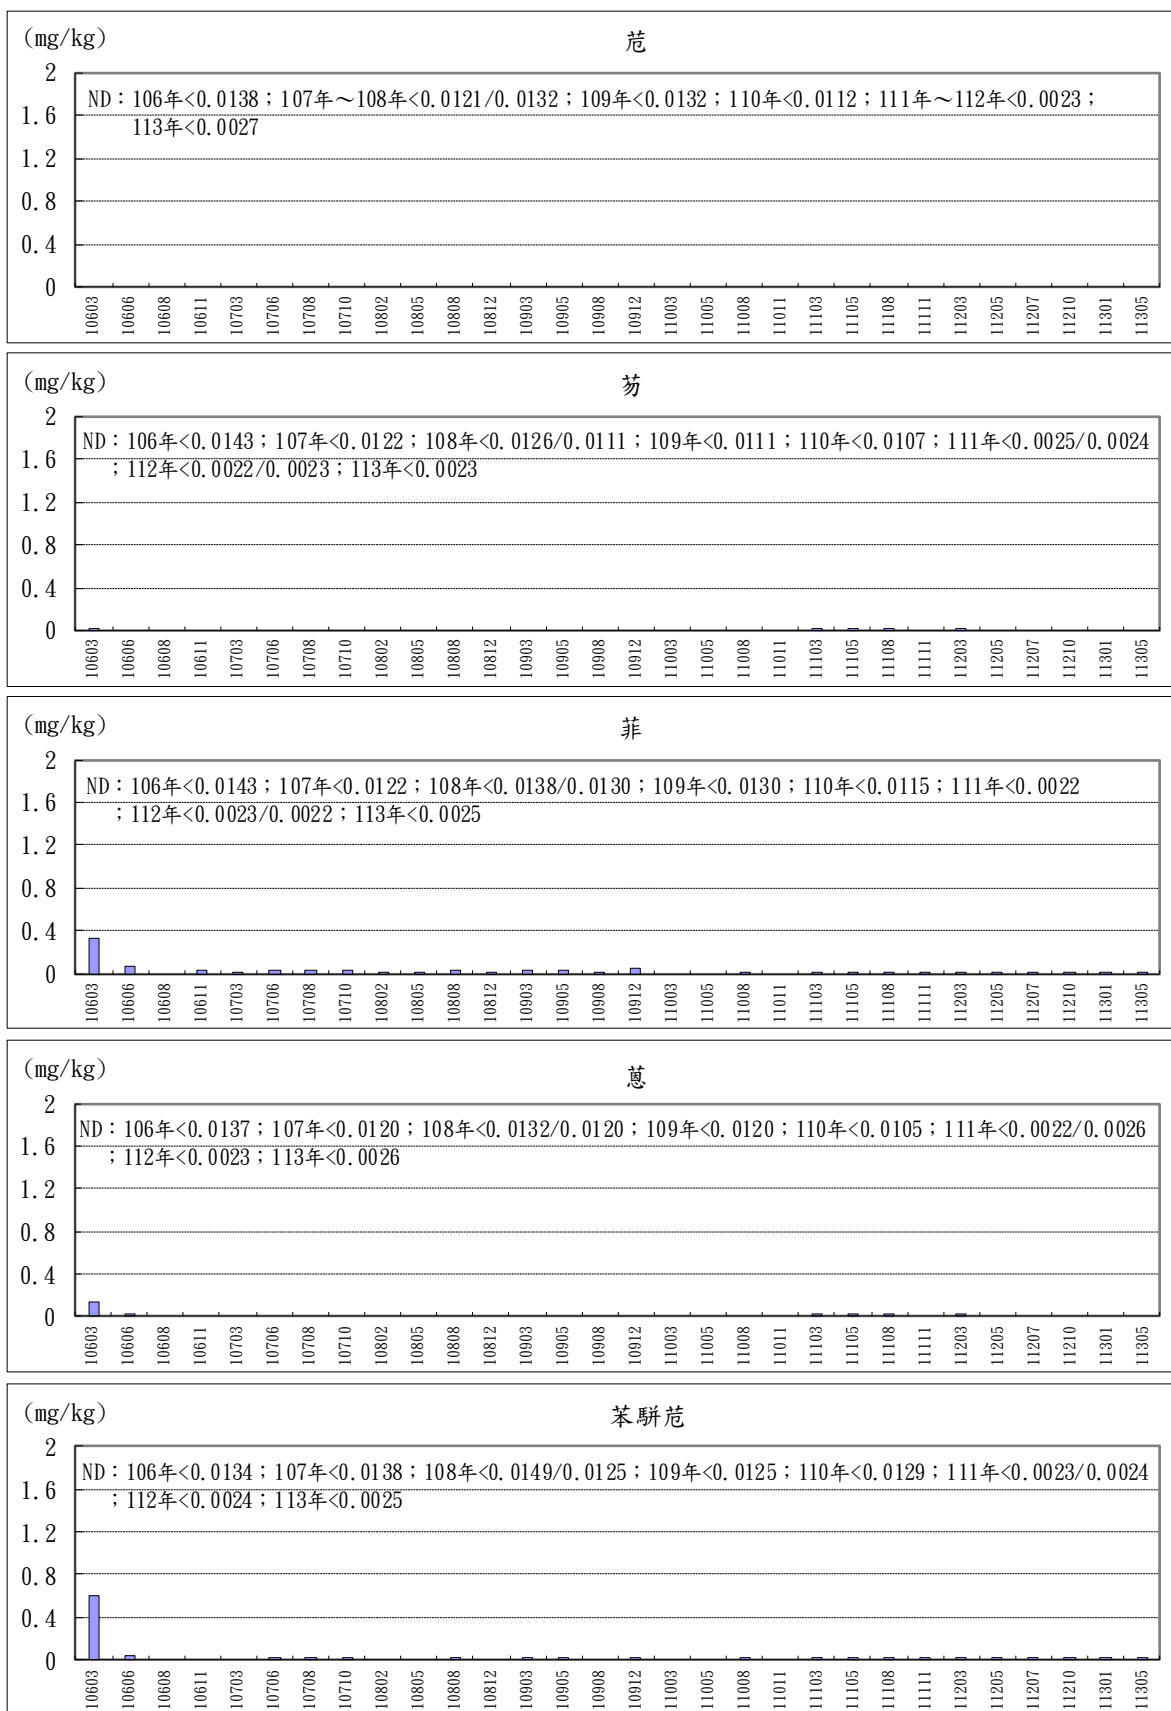 (mg/kg)
苊
2
ND：106年<0.0138；107年～108年<0.0121/0.0132；109年<0.0132；110年<0.0112；111年～112年<0.0023；
113年<0.0027
1.6
1.2
0.8
0.4
0
10603 10606 10608 10611 10703 10706 10708 10710 10802 10805 10808 10812 10903 10905 10908 10912 11003 11005 11008 11011 11103 11105 11108 11111 11203 11205 11207 11210 11301 11305
(mg/kg)
芴
2
ND：106年<0.0143；107年<0.0122；108年<0.0126/0.0111；109年<0.0111；110年<0.0107；111年<0.0025/0.0024
；112年<0.0022/0.0023；113年<0.0023
1.6
1.2
0.8
0.4
0
10603 10606 10608 10611 10703 10706 10708 10710 10802 10805 10808 10812 10903 10905 10908 10912 11003 11005 11008 11011 11103 11105 11108 11111 11203 11205 11207 11210 11301 11305
(mg/kg)
菲
2
ND：106年<0.0143；107年<0.0122；108年<0.0138/0.0130；109年<0.0130；110年<0.0115；111年<0.0022
；112年<0.0023/0.0022；113年<0.0025
1.6
1.2
0.8
0.4
0
10603 10606 10608 10611 10703 10706 10708 10710 10802 10805 10808 10812 10903 10905 10908 10912 11003 11005 11008 11011 11103 11105 11108 11111 11203 11205 11207 11210 11301 11305
(mg/kg)
蒽
2
ND：106年<0.0137；107年<0.0120；108年<0.0132/0.0120；109年<0.0120；110年<0.0105；111年<0.0022/0.0026
；112年<0.0023；113年<0.0026
1.6
1.2
0.8
0.4
0
10603 10606 10608 10611 10703 10706 10708 10710 10802 10805 10808 10812 10903 10905 10908 10912 11003 11005 11008 11011 11103 11105 11108 11111 11203 11205 11207 11210 11301 11305
(mg/kg)
苯駢苊
2
ND：106年<0.0134；107年<0.0138；108年<0.0149/0.0125；109年<0.0125；110年<0.0129；111年<0.0023/0.0024
；112年<0.0024；113年<0.0025
1.6
1.2
0.8
0.4
0
10603 10606 10608 10611 10703 10706 10708 10710 10802 10805 10808 10812 10903 10905 10908 10912 11003 11005 11008 11011 11103 11105 11108 11111 11203 11205 11207 11210 11301 11305